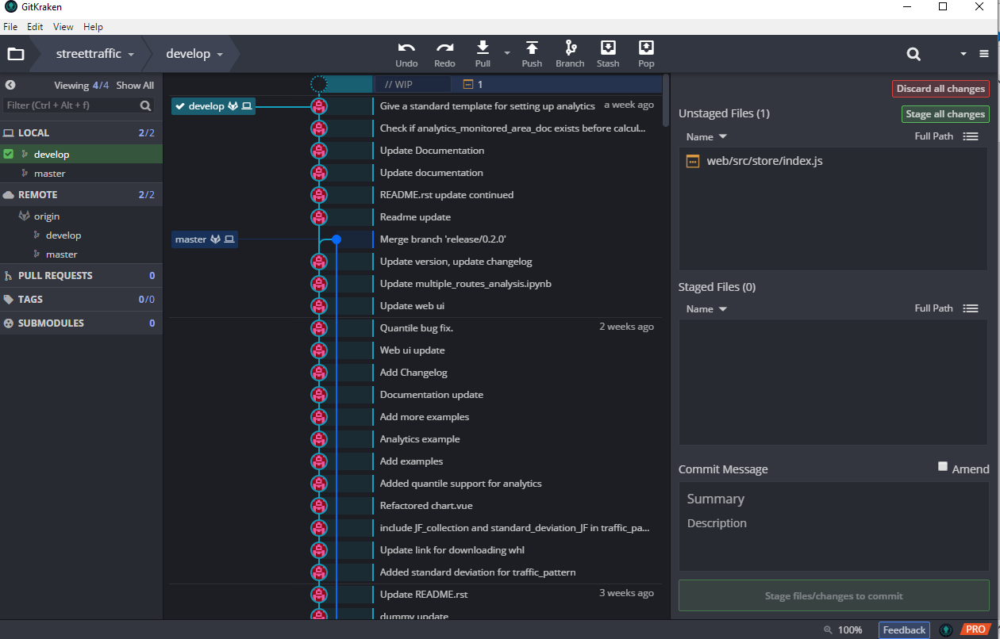 GitKraken
File Edit View Help
streettraffic
develop
Undo
Redo
Pull
Push
Branch
Stash
Pop
Viewing 4/4 Show All
Filter (Ctrl + Alt + f)
LOCAL 2/2
develop
master
REMOTE 2/2
origin
develop
master
PULL REQUESTS 0
TAGS 0/0
SUBMODULES 0
// WIP 1
develop Give a standard template for setting up analytics a week ago
Check if analytics_monitored_area_doc exists before calcul...
Update Documentation
Update documentation
README.rst update continued
Readme update
master Merge branch 'release/0.2.0'
Update version, update changelog
Update multiple_routes_analysis.ipynb
Update web ui
Quantile bug fix. 2 weeks ago
Web ui update
Add Changelog
Documentation update
Add more examples
Analytics example
Add examples
Added quantile support for analytics
Refactored chart.vue
include JF_collection and standard_deviation_JF in traffic_pa...
Update link for downloading whl
Added standard deviation for traffic_pattern
Update README.rst 3 weeks ago
dummy update
Discard all changes
Unstaged Files (1) Stage all changes
Name Full Path
web/src/store/index.js
Staged Files (0)
Name Full Path
Commit Message Amend
Summary
Description
Stage files/changes to commit
100% Feedback PRO